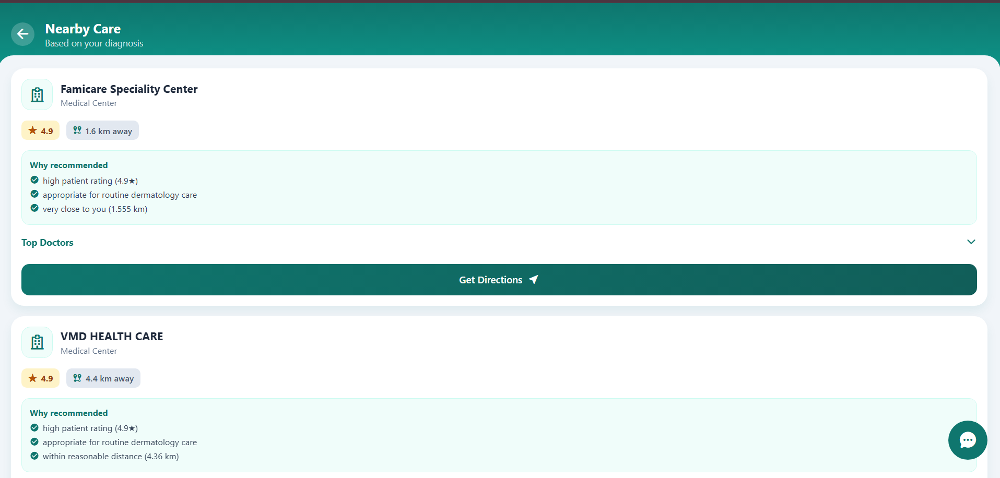 Nearby Care
Based on your diagnosis
Famicare Speciality Center
Medical Center
★ 4.9
1.6 km away
Why recommended
high patient rating (4.9★)
appropriate for routine dermatology care
very close to you (1.555 km)
Top Doctors
Get Directions
VMD HEALTH CARE
Medical Center
★ 4.9
4.4 km away
Why recommended
high patient rating (4.9★)
appropriate for routine dermatology care
within reasonable distance (4.36 km)